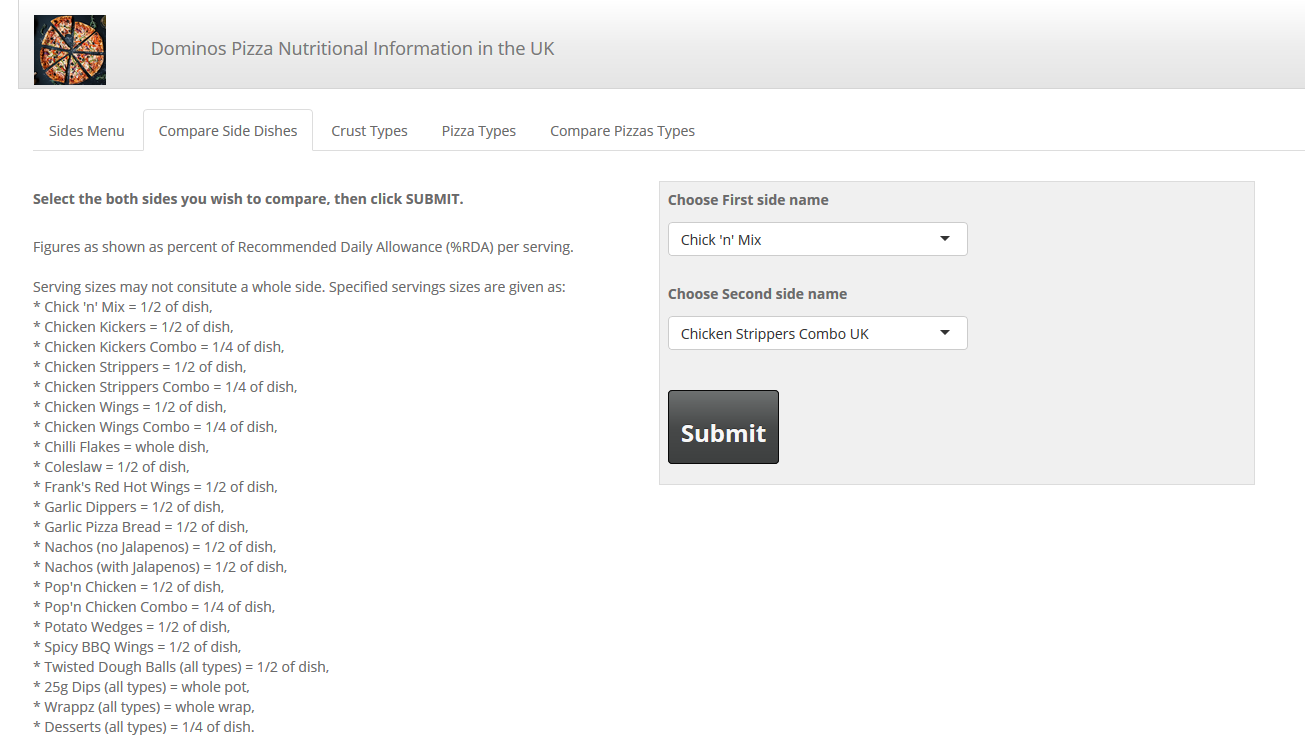 Dominos Pizza Nutritional Information in the UK
Sides Menu
Compare Side Dishes
Crust Types
Pizza Types
Compare Pizzas Types
Select the both sides you wish to compare, then click SUBMIT.
Figures as shown as percent of Recommended Daily Allowance (%RDA) per serving.
Serving sizes may not consitute a whole side. Specified servings sizes are given as:
* Chick 'n' Mix = 1/2 of dish,
* Chicken Kickers = 1/2 of dish,
* Chicken Kickers Combo = 1/4 of dish,
* Chicken Strippers = 1/2 of dish,
* Chicken Strippers Combo = 1/4 of dish,
* Chicken Wings = 1/2 of dish,
* Chicken Wings Combo = 1/4 of dish,
* Chilli Flakes = whole dish,
* Coleslaw = 1/2 of dish,
* Frank's Red Hot Wings = 1/2 of dish,
* Garlic Dippers = 1/2 of dish,
* Garlic Pizza Bread = 1/2 of dish,
* Nachos (no Jalapenos) = 1/2 of dish,
* Nachos (with Jalapenos) = 1/2 of dish,
* Pop'n Chicken = 1/2 of dish,
* Pop'n Chicken Combo = 1/4 of dish,
* Potato Wedges = 1/2 of dish,
* Spicy BBQ Wings = 1/2 of dish,
* Twisted Dough Balls (all types) = 1/2 of dish,
* 25g Dips (all types) = whole pot,
* Wrappz (all types) = whole wrap,
* Desserts (all types) = 1/4 of dish.
Choose First side name
Chick 'n' Mix
Choose Second side name
Chicken Strippers Combo UK
Submit